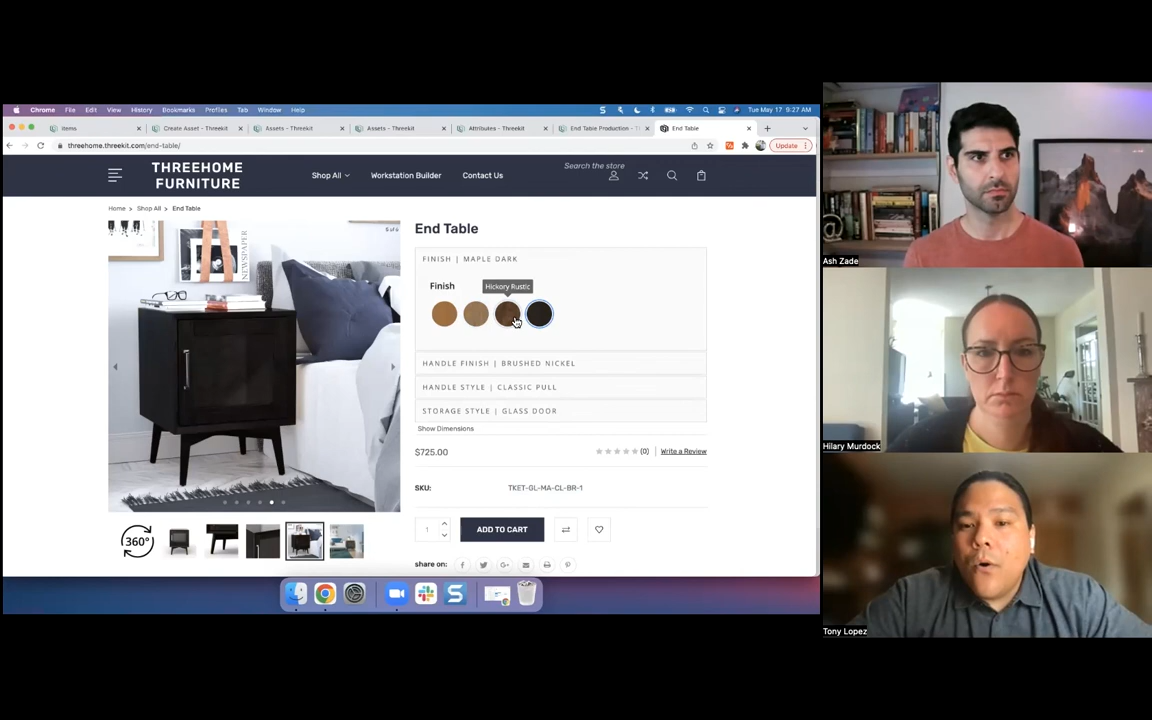 Chrome File Edit View History Bookmarks Profiles Tab Window Help
Tue May 17 9:27 AM
Items
Create Asset - Threekit
Assets - Threekit
Assets - Threekit
Attributes - Threekit
End Table Production - T
End Table
threehome.threekit.com/end-table/
Update
THREEHOME
FURNITURE
Shop All
Workstation Builder
Contact Us
Search the store
Home > Shop All > End Table
NEWSPAPER
End Table
FINISH | MAPLE DARK
Finish
Hickory Rustic
HANDLE FINISH | BRUSHED NICKEL
HANDLE STYLE | CLASSIC PULL
STORAGE STYLE | GLASS DOOR
Show Dimensions
$725.00
(0)
Write a Review
SKU:
TKET-GL-MA-CL-BR-1
1
ADD TO CART
360°
share on:
Ash Zade
Hilary Murdock
Tony Lopez